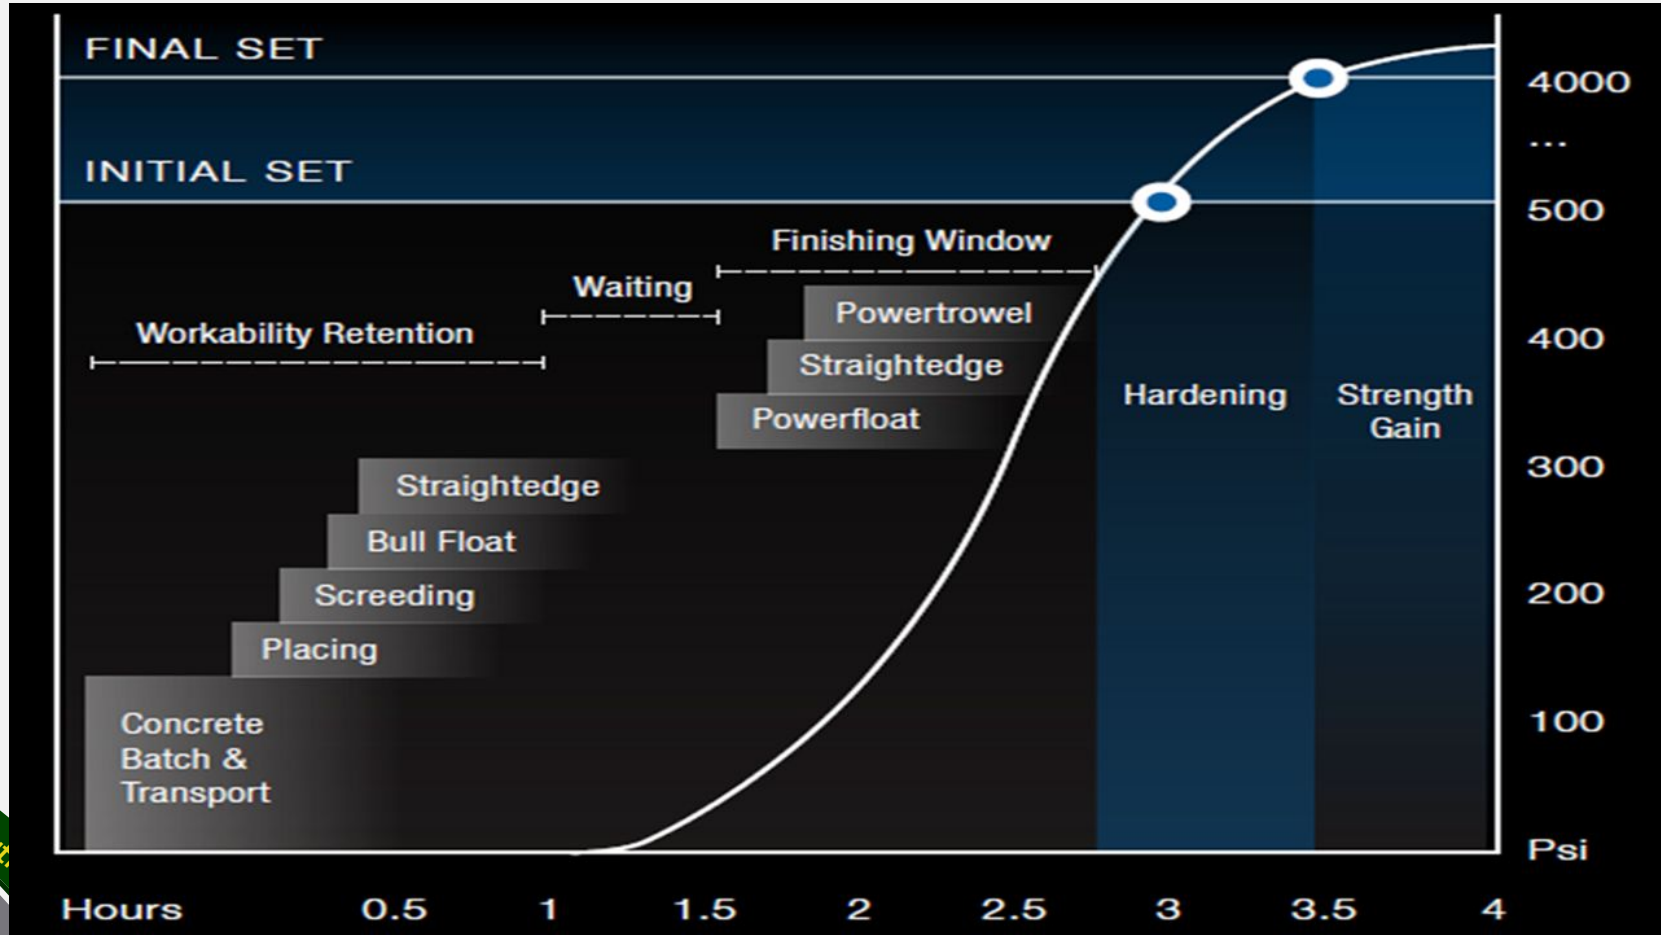 FINAL SET
4000
...
INITIAL SET
500
Finishing Window
Waiting
Powertrowel
Workability Retention
400
Straightedge
Hardening
Strength
Gain
Powerfloat
300
Straightedge
Bull Float
200
Screeding
Placing
100
Concrete
Batch &
Transport
Psi
Hours 0.5 1 1.5 2 2.5 3 3.5 4